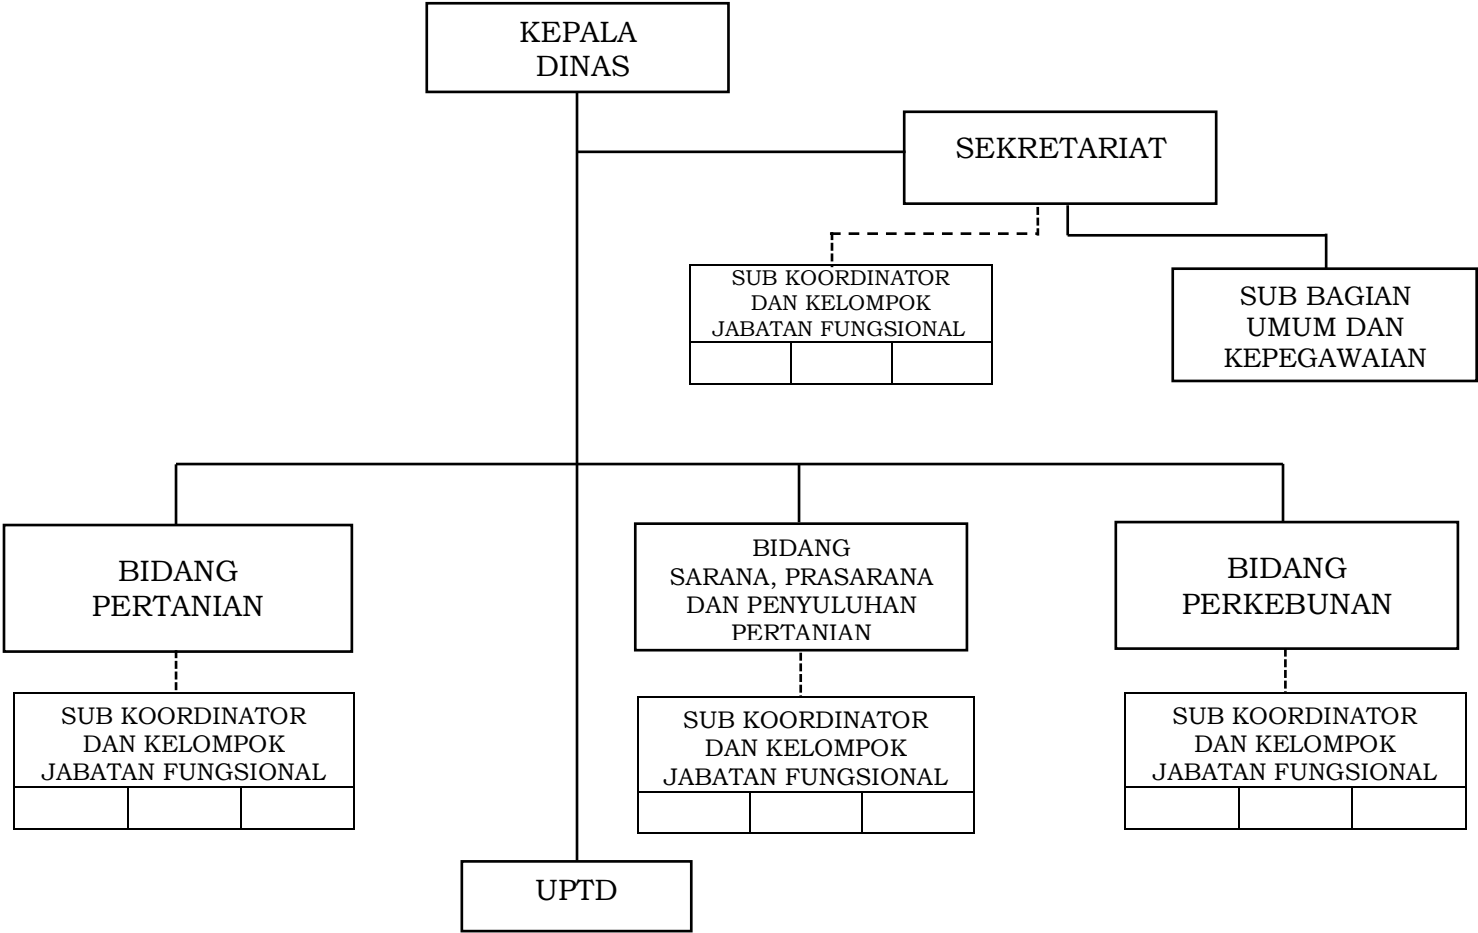 KEPALA
DINAS
SEKRETARIAT
SUB KOORDINATOR
DAN KELOMPOK
JABATAN FUNGSIONAL
SUB BAGIAN
UMUM DAN
KEPEGAWAIAN
BIDANG
PERTANIAN
BIDANG
SARANA, PRASARANA
DAN PENYULUHAN
PERTANIAN
BIDANG
PERKEBUNAN
SUB KOORDINATOR
DAN KELOMPOK
JABATAN FUNGSIONAL
SUB KOORDINATOR
DAN KELOMPOK
JABATAN FUNGSIONAL
SUB KOORDINATOR
DAN KELOMPOK
JABATAN FUNGSIONAL
UPTD